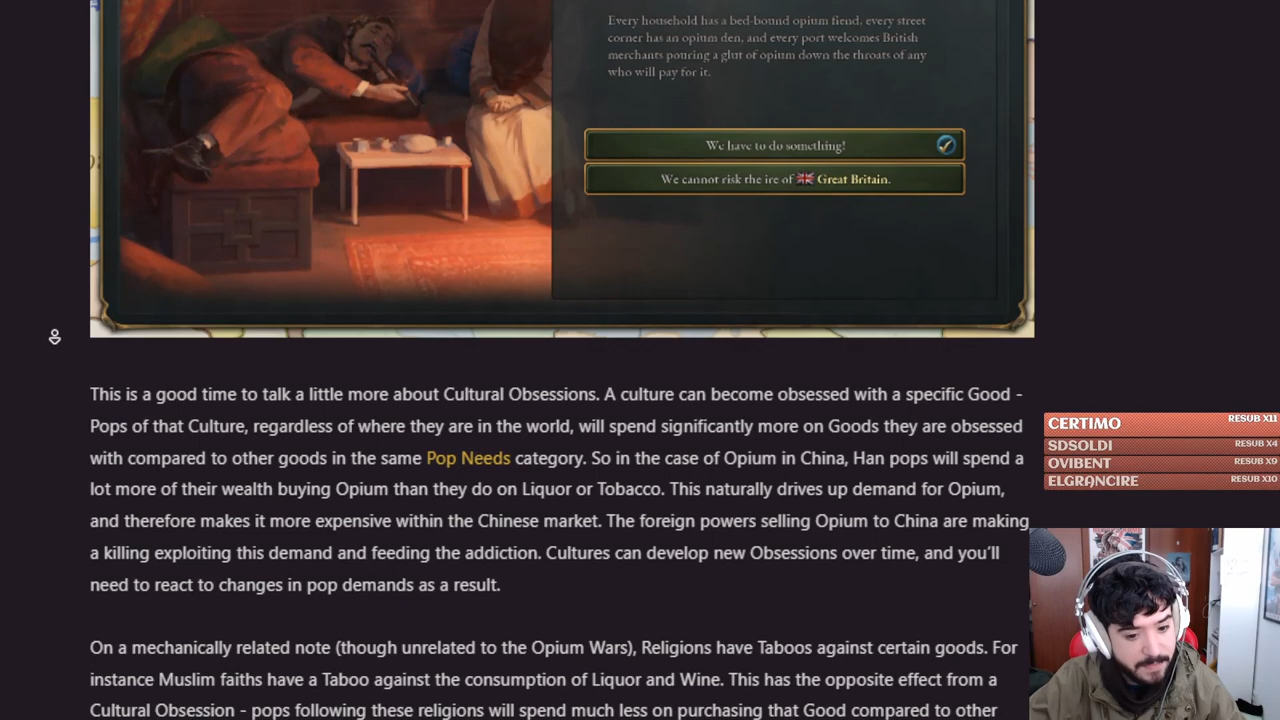 Every household has a bed-bound opium fiend, every street
corner has an opium den, and every port welcomes British
merchants pouring a glut of opium down the throats of any
who will pay for it.
We have to do something!
We cannot risk the ire of Great Britain.
This is a good time to talk a little more about Cultural Obsessions. A culture can become obsessed with a specific Good -
Pops of that Culture, regardless of where they are in the world, will spend significantly more on Goods they are obsessed
with compared to other goods in the same Pop Needs category. So in the case of Opium in China, Han pops will spend a
lot more of their wealth buying Opium than they do on Liquor or Tobacco. This naturally drives up demand for Opium,
and therefore makes it more expensive within the Chinese market. The foreign powers selling Opium to China are making
a killing exploiting this demand and feeding the addiction. Cultures can develop new Obsessions over time, and you'll
need to react to changes in pop demands as a result.
On a mechanically related note (though unrelated to the Opium Wars), Religions have Taboos against certain goods. For
instance Muslim faiths have a Taboo against the consumption of Liquor and Wine. This has the opposite effect from a
Cultural Obsession - pops following these religions will spend much less on purchasing that Good compared to other
CERTIMO RESUB X11
SDSOLDI RESUB X4
OVIBENT RESUB X9
ELGRANCIRE RESUB X10